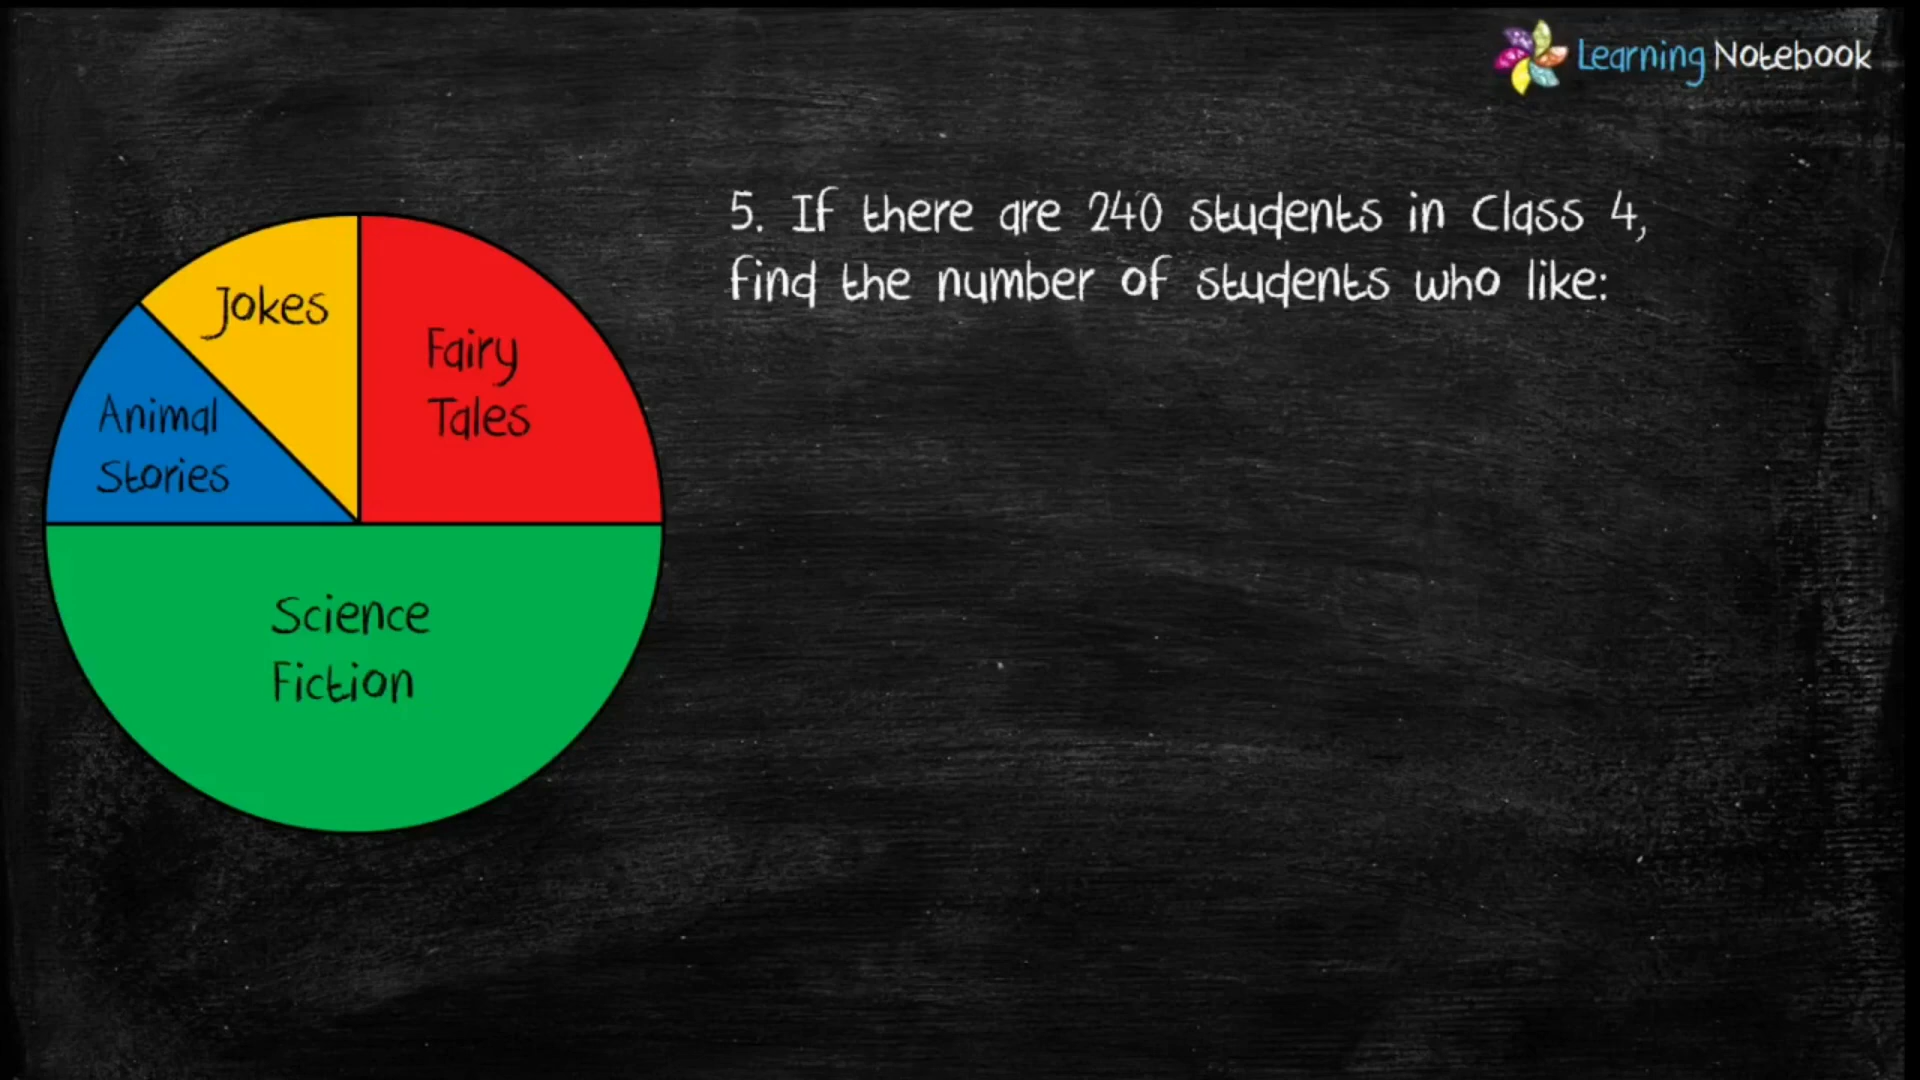 Learning Notebook
5. If there are 240 students in Class 4,
find the number of students who like:
Jokes
Fairy
Tales
Animal
Stories
Science
Fiction